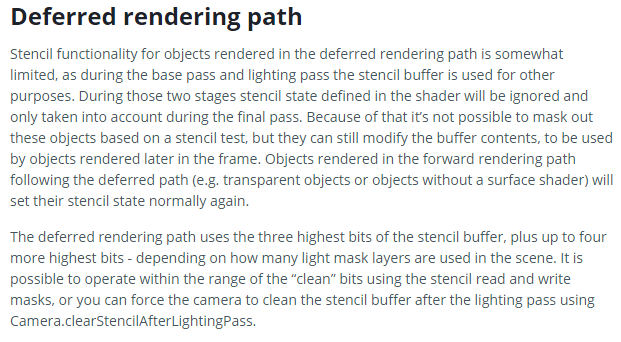 Deferred rendering path
Stencil functionality for objects rendered in the deferred rendering path is somewhat
limited, as during the base pass and lighting pass the stencil buffer is used for other
purposes. During those two stages stencil state defined in the shader will be ignored and
only taken into account during the final pass. Because of that it’s not possible to mask out
these objects based on a stencil test, but they can still modify the buffer contents, to be used
by objects rendered later in the frame. Objects rendered in the forward rendering path
following the deferred path (e.g. transparent objects or objects without a surface shader) will
set their stencil state normally again.
The deferred rendering path uses the three highest bits of the stencil buffer, plus up to four
more highest bits - depending on how many light mask layers are used in the scene. It is
possible to operate within the range of the “clean” bits using the stencil read and write
masks, or you can force the camera to clean the stencil buffer after the lighting pass using
Camera.clearStencilAfterLightingPass.